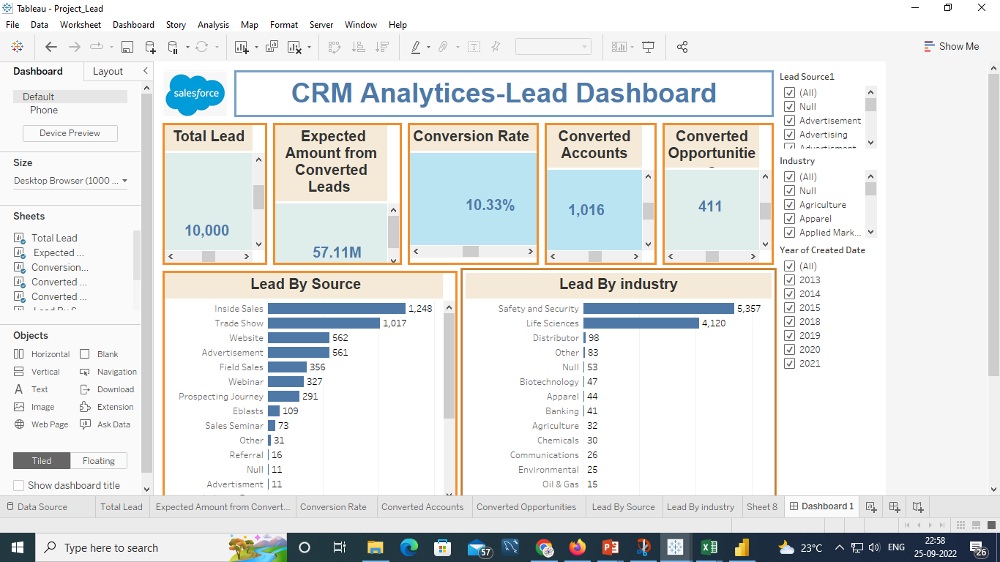 Tableau - Project_Lead
File Data Worksheet Dashboard Story Analysis Map Format Server Window Help
Show Me
Dashboard Layout
Default
Phone
Device Preview
Size
Desktop Browser (1000 ...
Sheets
Total Lead
Expected ...
Conversion...
Converted ...
Converted ...
Objects
Horizontal Blank
Vertical Navigation
Text Download
Image Extension
Web Page Ask Data
Tiled Floating
Show dashboard title
salesforce
CRM Analytices-Lead Dashboard
Total Lead
10,000
Expected
Amount from
Converted
Leads
57.11M
Conversion Rate
10.33%
Converted
Accounts
1,016
Converted
Opportunitie
411
Lead By Source
Inside Sales 1,248
Trade Show 1,017
Website 562
Advertisement 561
Field Sales 356
Webinar 327
Prospecting Journey 291
Eblasts 109
Sales Seminar 73
Other 31
Referral 16
Null 11
Advertisment 11
Lead By industry
Safety and Security 5,357
Life Sciences 4,120
Distributor 98
Other 83
Null 53
Biotechnology 47
Apparel 44
Banking 41
Agriculture 32
Chemicals 30
Communications 26
Environmental 25
Oil & Gas 15
Lead Source1
(All)
Null
Advertisement
Advertising
Advertisment
Industry
(All)
Null
Agriculture
Apparel
Applied Mark...
Year of Created Date
(All)
2013
2014
2015
2018
2019
2020
2021
Data Source Total Lead Expected Amount from Convert... Conversion Rate Converted Accounts Converted Opportunities Lead By Source Lead By industry Sheet 8 Dashboard 1
Type here to search
57
23°C
ENG
22:58
25-09-2022
26